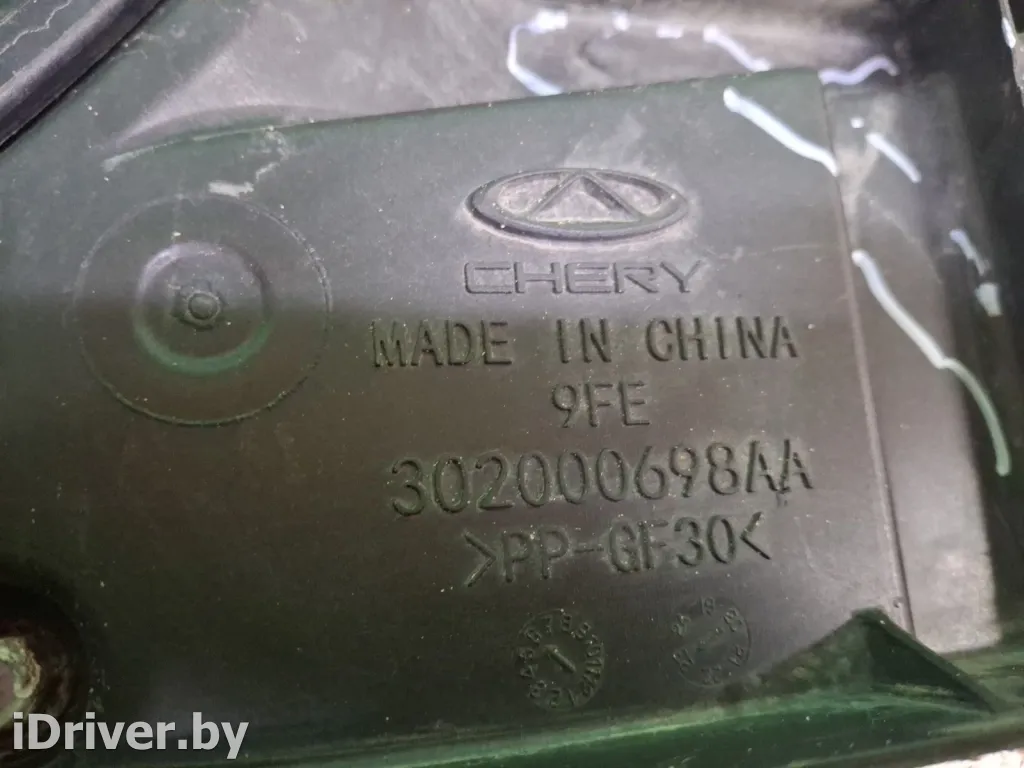 CHERY
MADE IN CHINA
9FE
302000698AA
>PP-GF30<
iDriver.by